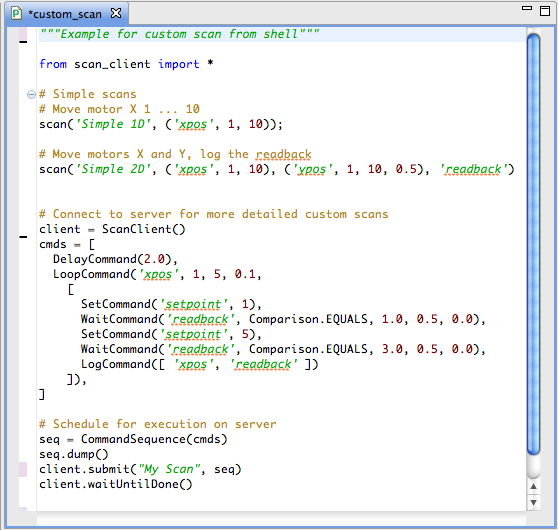 *custom_scan
"""Example for custom scan from shell"""
from scan_client import *
# Simple scans
# Move motor X 1 ... 10
scan('Simple 1D', ('xpos', 1, 10));
# Move motors X and Y, log the readback
scan('Simple 2D', ('xpos', 1, 10), ('ypos', 1, 10, 0.5), 'readback')
# Connect to server for more detailed custom scans
client = ScanClient()
cmds = [
  DelayCommand(2.0),
  LoopCommand('xpos', 1, 5, 0.1,
    [
      SetCommand('setpoint', 1),
      WaitCommand('readback', Comparison.EQUALS, 1.0, 0.5, 0.0),
      SetCommand('setpoint', 5),
      WaitCommand('readback', Comparison.EQUALS, 3.0, 0.5, 0.0),
      LogCommand([ 'xpos', 'readback' ])
    ]),
]
# Schedule for execution on server
seq = CommandSequence(cmds)
seq.dump()
client.submit("My Scan", seq)
client.waitUntilDone()